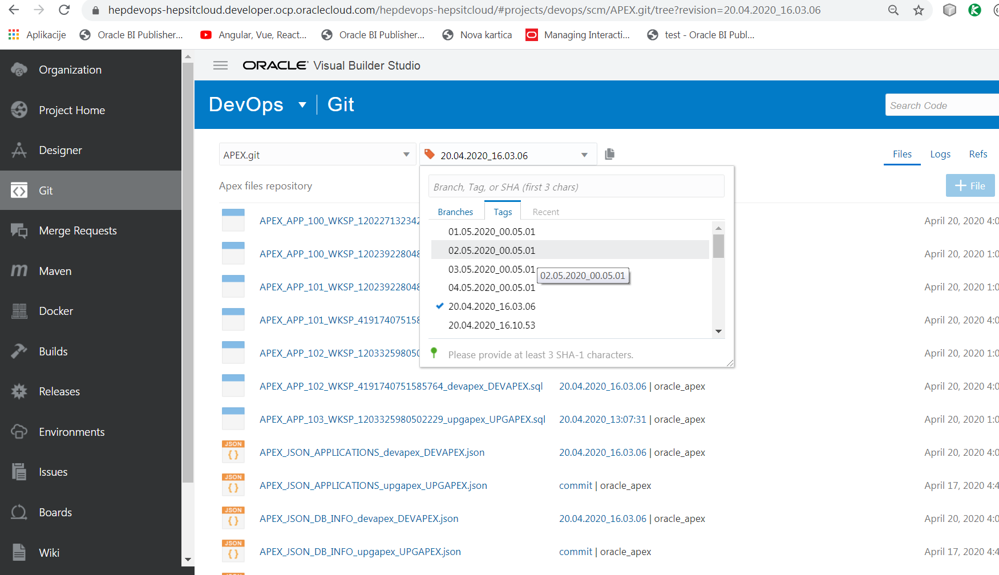 hepdevops-hepsitcloud.developer.ocp.oraclecloud.com/hepdevops-hepsitcloud/#projects/devops/scm/APEX.git/tree?revision=20.04.2020_16.03.06
Aplikacije Oracle BI Publisher... Angular, Vue, React... Oracle BI Publisher... Nova kartica Managing Interacti... test - Oracle BI Publ...
ORACLE Visual Builder Studio
DevOps Git
Search Code
Organization
Project Home
Designer
Git
Merge Requests
Maven
Docker
Builds
Releases
Environments
Issues
Boards
Wiki
APEX.git 20.04.2020_16.03.06
Files Logs Refs
Apex files repository
+ File
Branch, Tag, or SHA (first 3 chars)
Branches Tags Recent
01.05.2020_00.05.01
02.05.2020_00.05.01
03.05.2020_00.05.01
02.05.2020_00.05.01
04.05.2020_00.05.01
20.04.2020_16.03.06
20.04.2020_16.10.53
Please provide at least 3 SHA-1 characters.
APEX_APP_100_WKSP_12022713234 April 20, 2020 4:0
APEX_APP_100_WKSP_120239228048 April 20, 2020 1:0
APEX_APP_101_WKSP_120239228048 April 20, 2020 1:0
APEX_APP_101_WKSP_419174075158 April 20, 2020 4:0
APEX_APP_102_WKSP_12033259805 April 20, 2020 1:0
APEX_APP_102_WKSP_4191740751585764_devapex_DEVAPEX.sql 20.04.2020_16.03.06 | oracle_apex April 20, 2020 4:0
APEX_APP_103_WKSP_1203325980502229_upgapex_UPGAPEX.sql 20.04.2020_13:07:31 | oracle_apex April 20, 2020 1:0
JSON { } APEX_JSON_APPLICATIONS_devapex_DEVAPEX.json 20.04.2020_16.03.06 | oracle_apex April 20, 2020 4:0
JSON { } APEX_JSON_APPLICATIONS_upgapex_UPGAPEX.json commit | oracle_apex April 17, 2020 4:4
JSON { } APEX_JSON_DB_INFO_devapex_DEVAPEX.json 20.04.2020_16.03.06 | oracle_apex April 20, 2020 4:0
JSON { } APEX_JSON_DB_INFO_upgapex_UPGAPEX.json commit | oracle_apex April 17, 2020 4:4